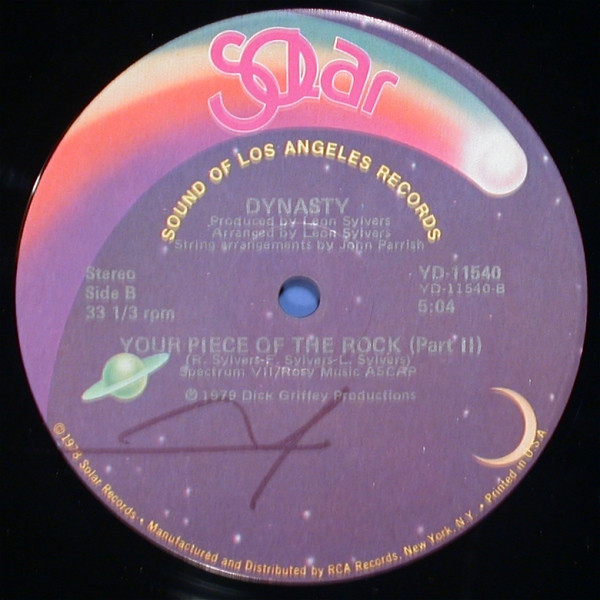 Solar
SOUND OF LOS ANGELES RECORDS
DYNASTY
Produced by Leon Sylvers
Arranged by Leon Sylvers
String arrangements by John Parrish
Stereo
Side B
33 1/3 rpm
YD-11540
YD-11540-B
5:04
YOUR PIECE OF THE ROCK (Part II)
(R. Sylvers-F. Sylvers-L. Sylvers)
Spectrum VII/Rosy Music ASCAP
℗ 1979 Dick Griffey Productions
© 1978 Solar Records • Manufactured and Distributed by RCA Records, New York, N.Y. • Printed in U.S.A.